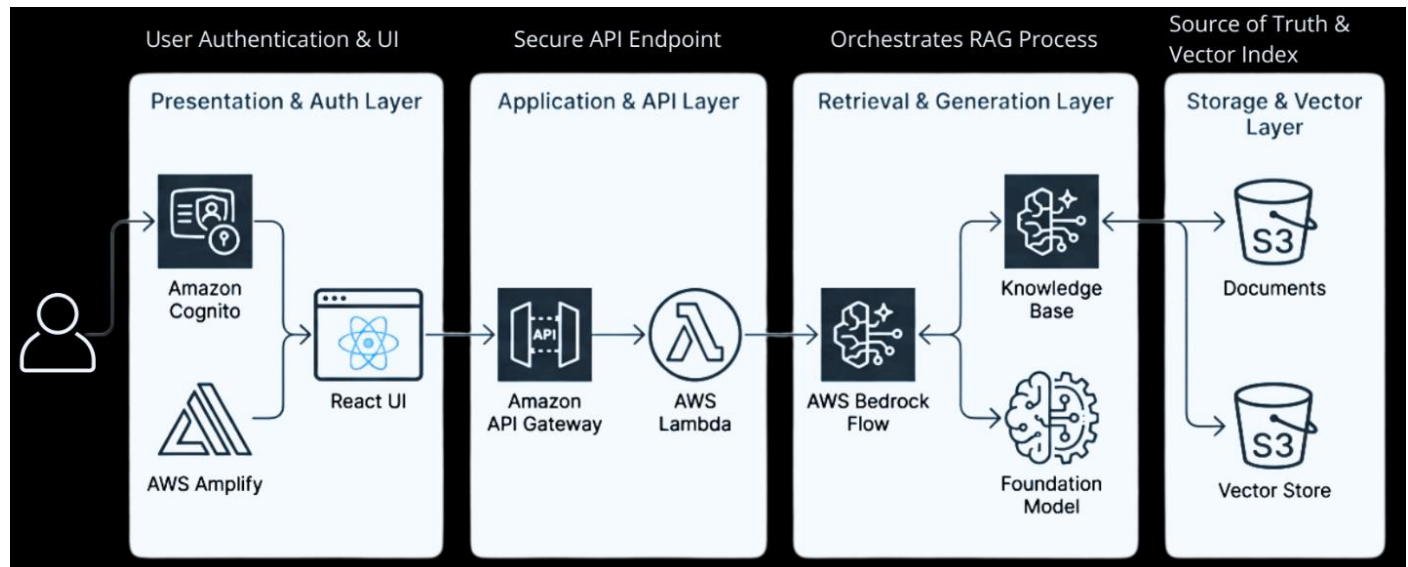 User Authentication & UI
Secure API Endpoint
Orchestrates RAG Process
Source of Truth &
Vector Index
Presentation & Auth Layer
Amazon
Cognito
AWS Amplify
React UI
Application & API Layer
API
Amazon
API Gateway
AWS
Lambda
Retrieval & Generation Layer
AWS Bedrock
Flow
Knowledge
Base
Foundation
Model
Storage & Vector
Layer
S3
Documents
S3
Vector Store